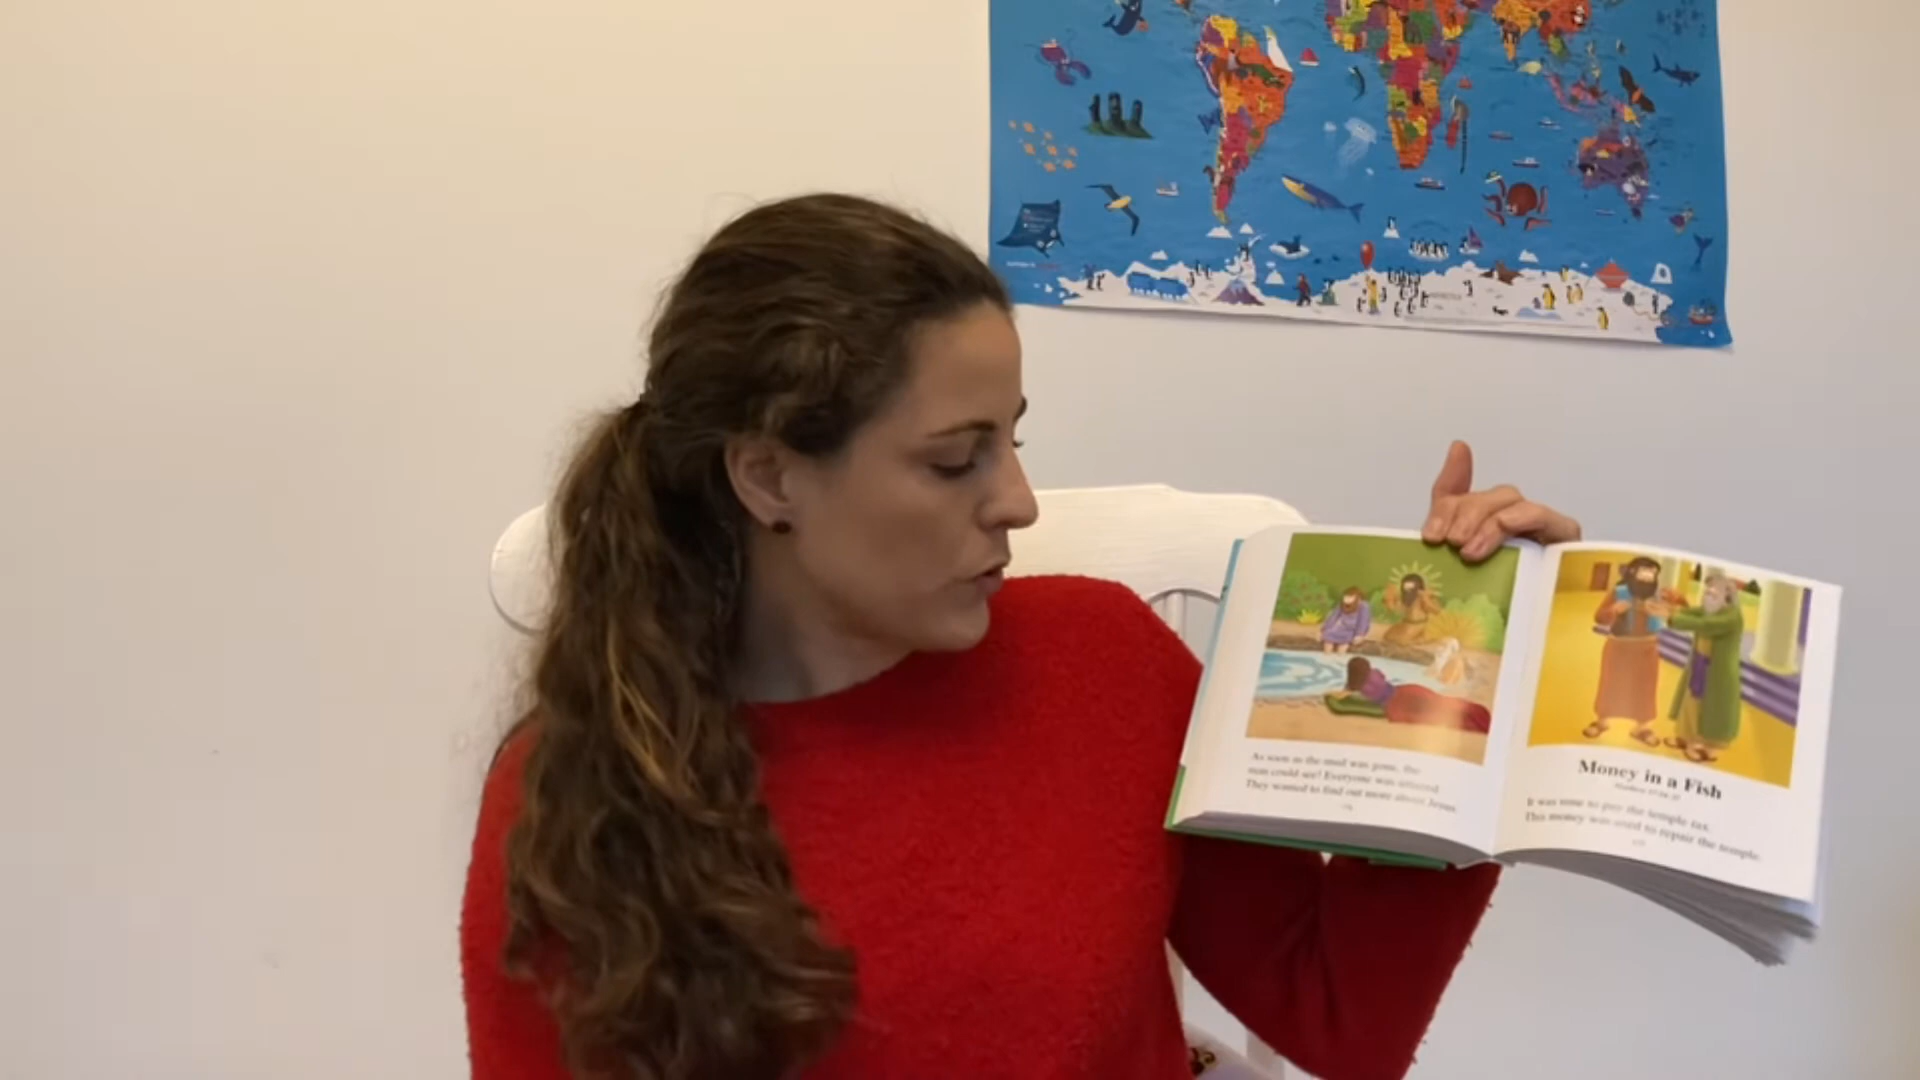 As soon as the mud was gone, the
man could see! Everyone was amazed.
They wanted to find out more about Jesus.
Money in a Fish
It was time to pay the temple tax.
This money was used to repair the temple.